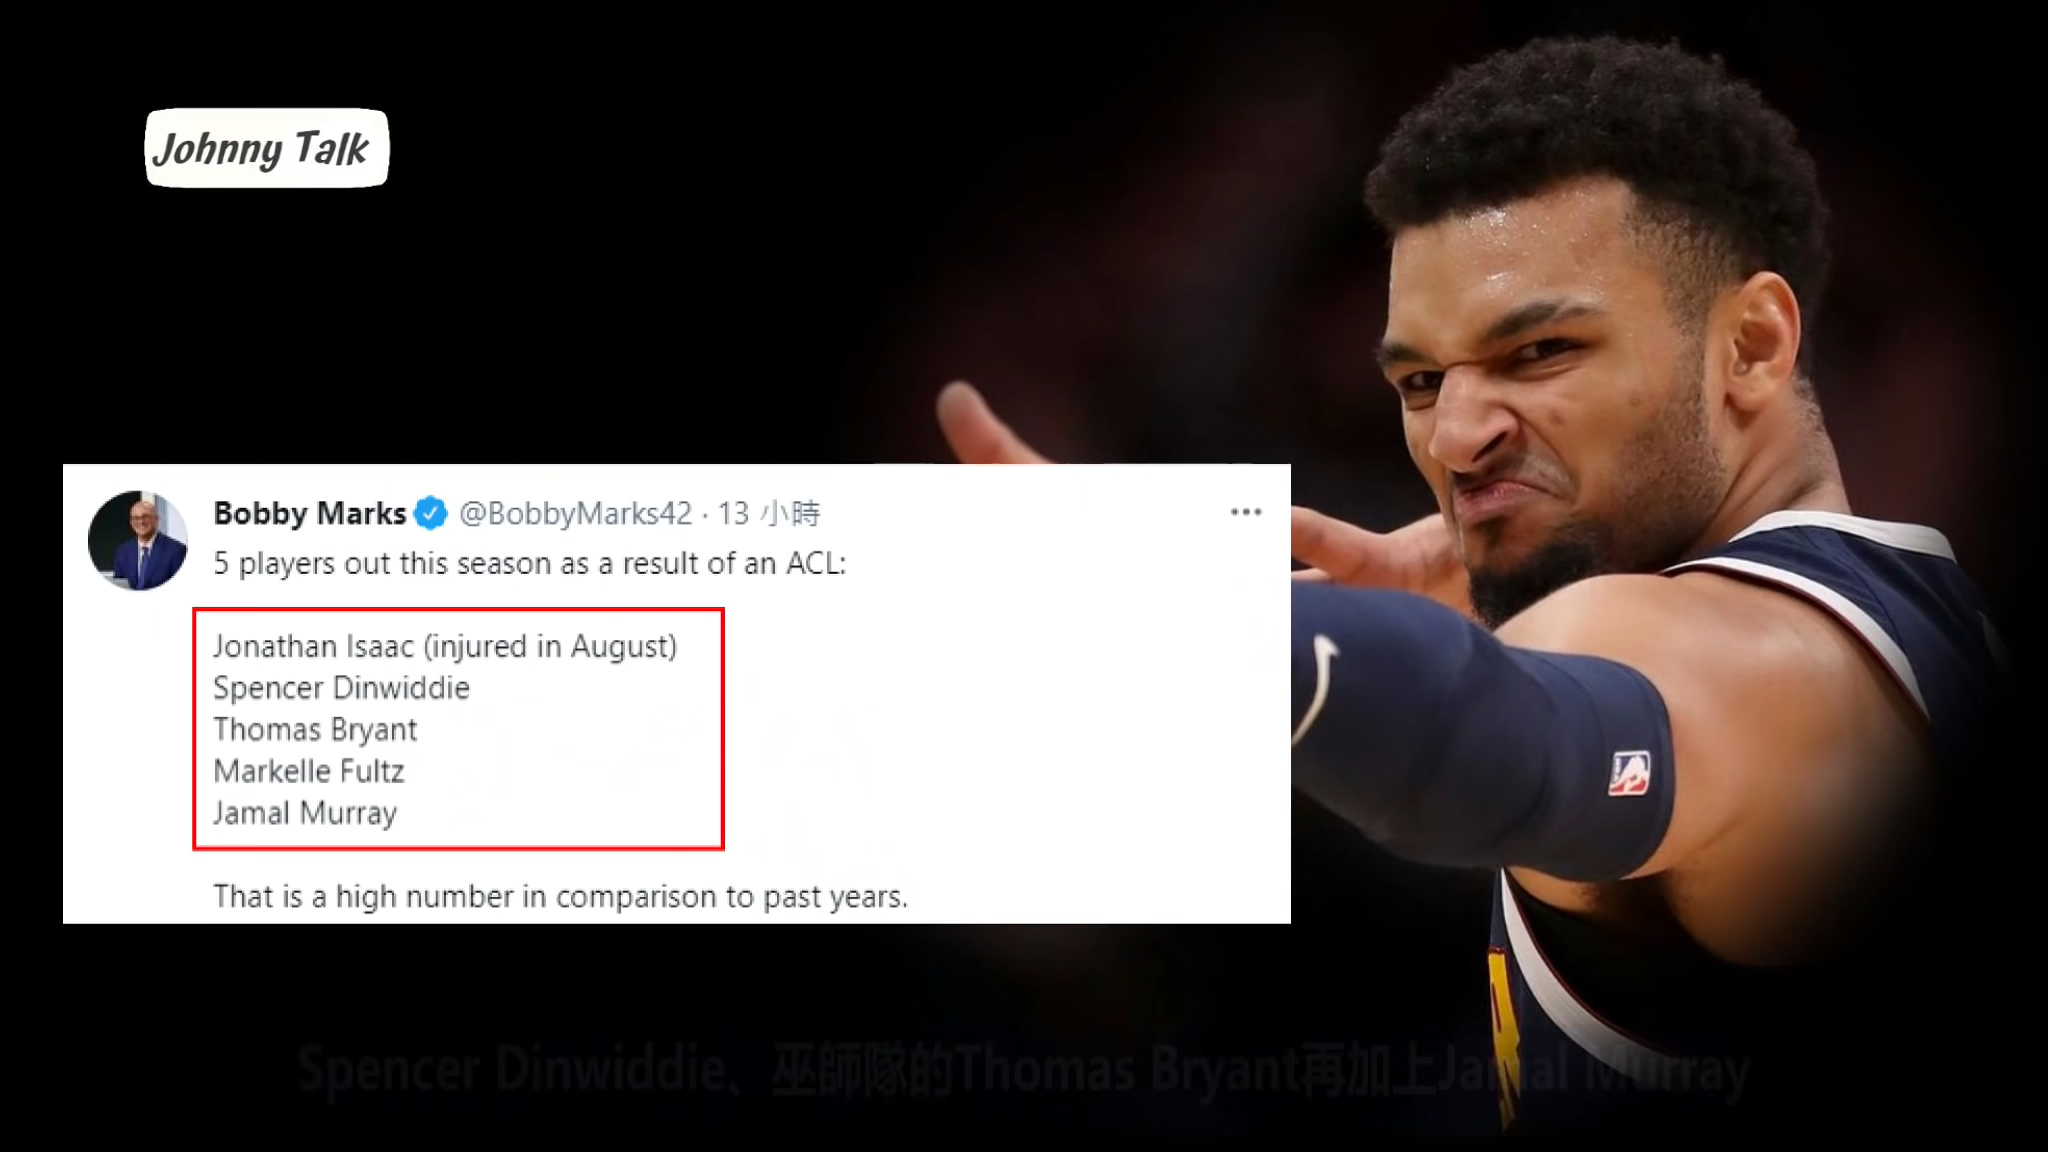 Johnny Talk
Bobby Marks @BobbyMarks42 · 13 小時
5 players out this season as a result of an ACL:
Jonathan Isaac (injured in August)
Spencer Dinwiddie
Thomas Bryant
Markelle Fultz
Jamal Murray
That is a high number in comparison to past years.
Spencer Dinwiddie、巫師隊的Thomas Bryant再加上Jamal Murray